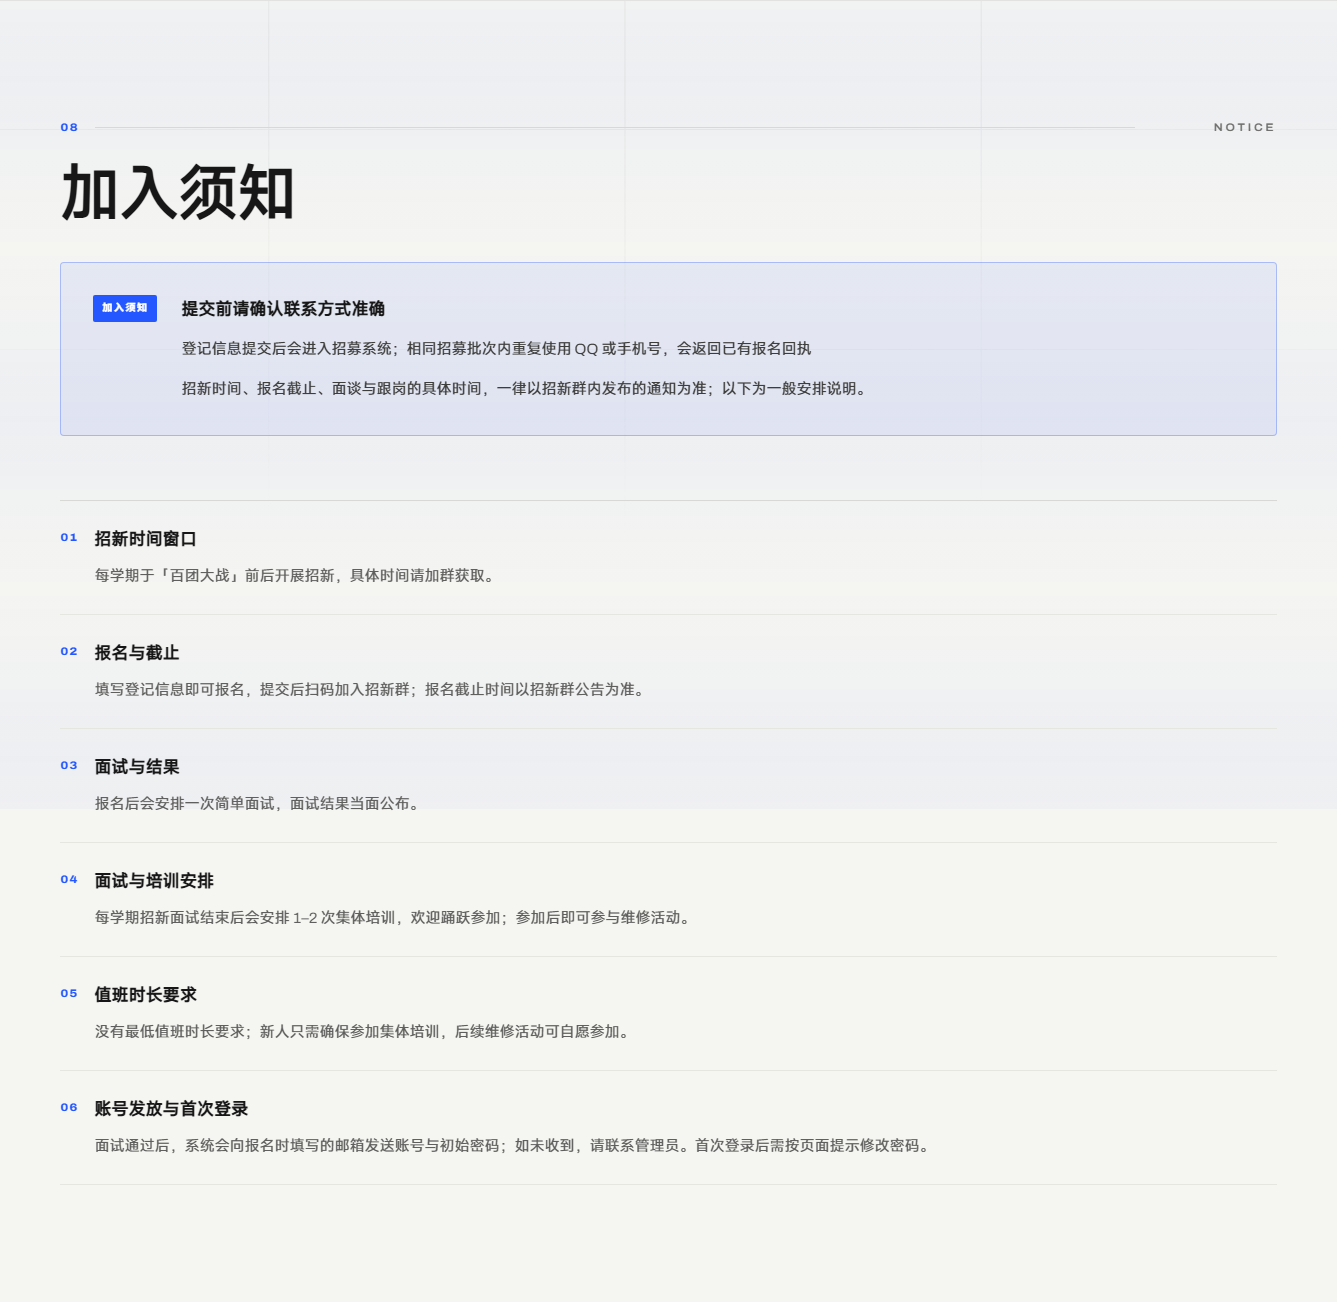 08
NOTICE
加入须知
加入须知
提交前请确认联系方式准确
登记信息提交后会进入招募系统；相同招募批次内重复使用 QQ 或手机号，会返回已有报名回执
招新时间、报名截止、面谈与跟岗的具体时间，一律以招新群内发布的通知为准；以下为一般安排说明。
01
招新时间窗口
每学期于「百团大战」前后开展招新，具体时间请加群获取。
02
报名与截止
填写登记信息即可报名，提交后扫码加入招新群；报名截止时间以招新群公告为准。
03
面试与结果
报名后会安排一次简单面试，面试结果当面公布。
04
面试与培训安排
每学期招新面试结束后会安排 1–2 次集体培训，欢迎踊跃参加；参加后即可参与维修活动。
05
值班时长要求
没有最低值班时长要求；新人只需确保参加集体培训，后续维修活动可自愿参加。
06
账号发放与首次登录
面试通过后，系统会向报名时填写的邮箱发送账号与初始密码；如未收到，请联系管理员。首次登录后需按页面提示修改密码。